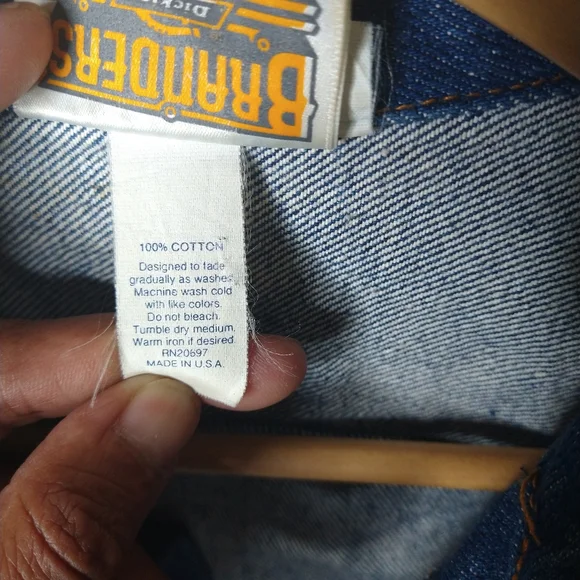 BRANDERS
100% COTTON
Designed to fade
gradually as washed.
Machine wash cold
with like colors.
Do not bleach.
Tumble dry medium.
Warm iron if desired.
RN20697
MADE IN U.S.A.